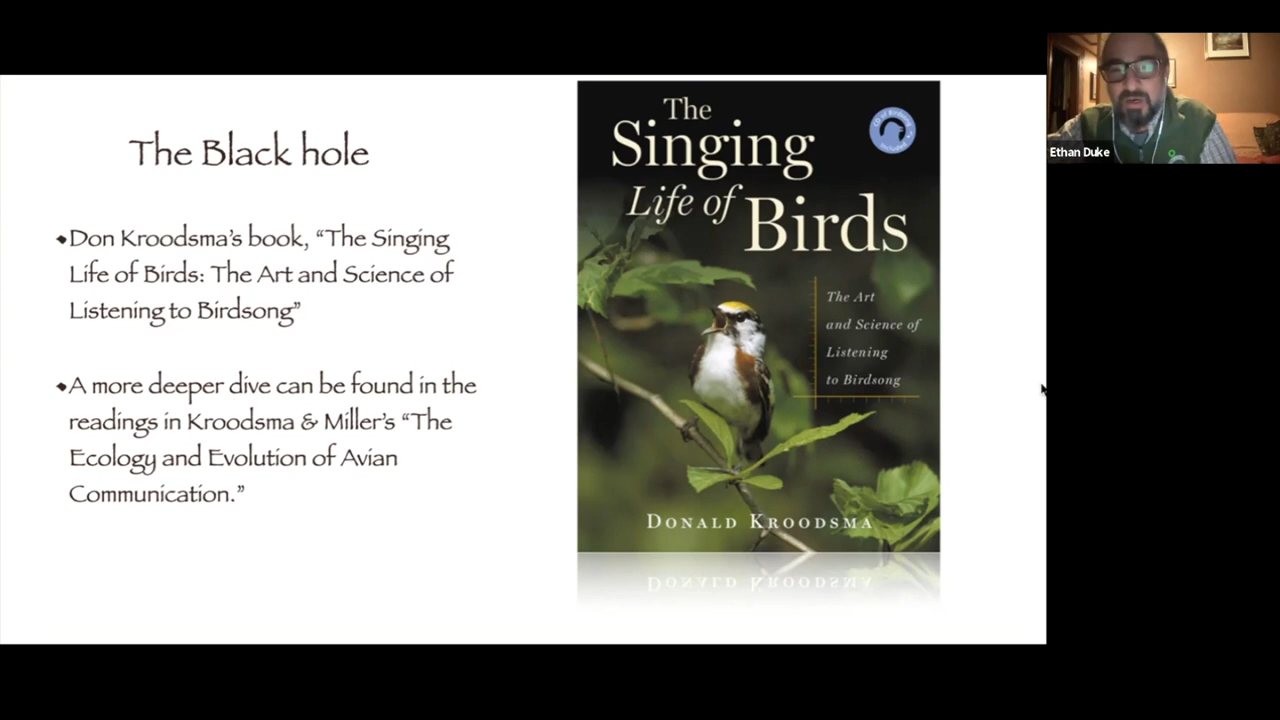 The Black hole
Don Kroodsma's book, “The Singing
Life of Birds: The Art and Science of
Listening to Birdsong”
A more deeper dive can be found in the
readings in Kroodsma & Miller's “The
Ecology and Evolution of Avian
Communication.”
The
Singing
Life of Birds
The Art
and Science of
Listening
to Birdsong
DONALD KROODSMA
DONALD KROODSMA
Ethan Duke